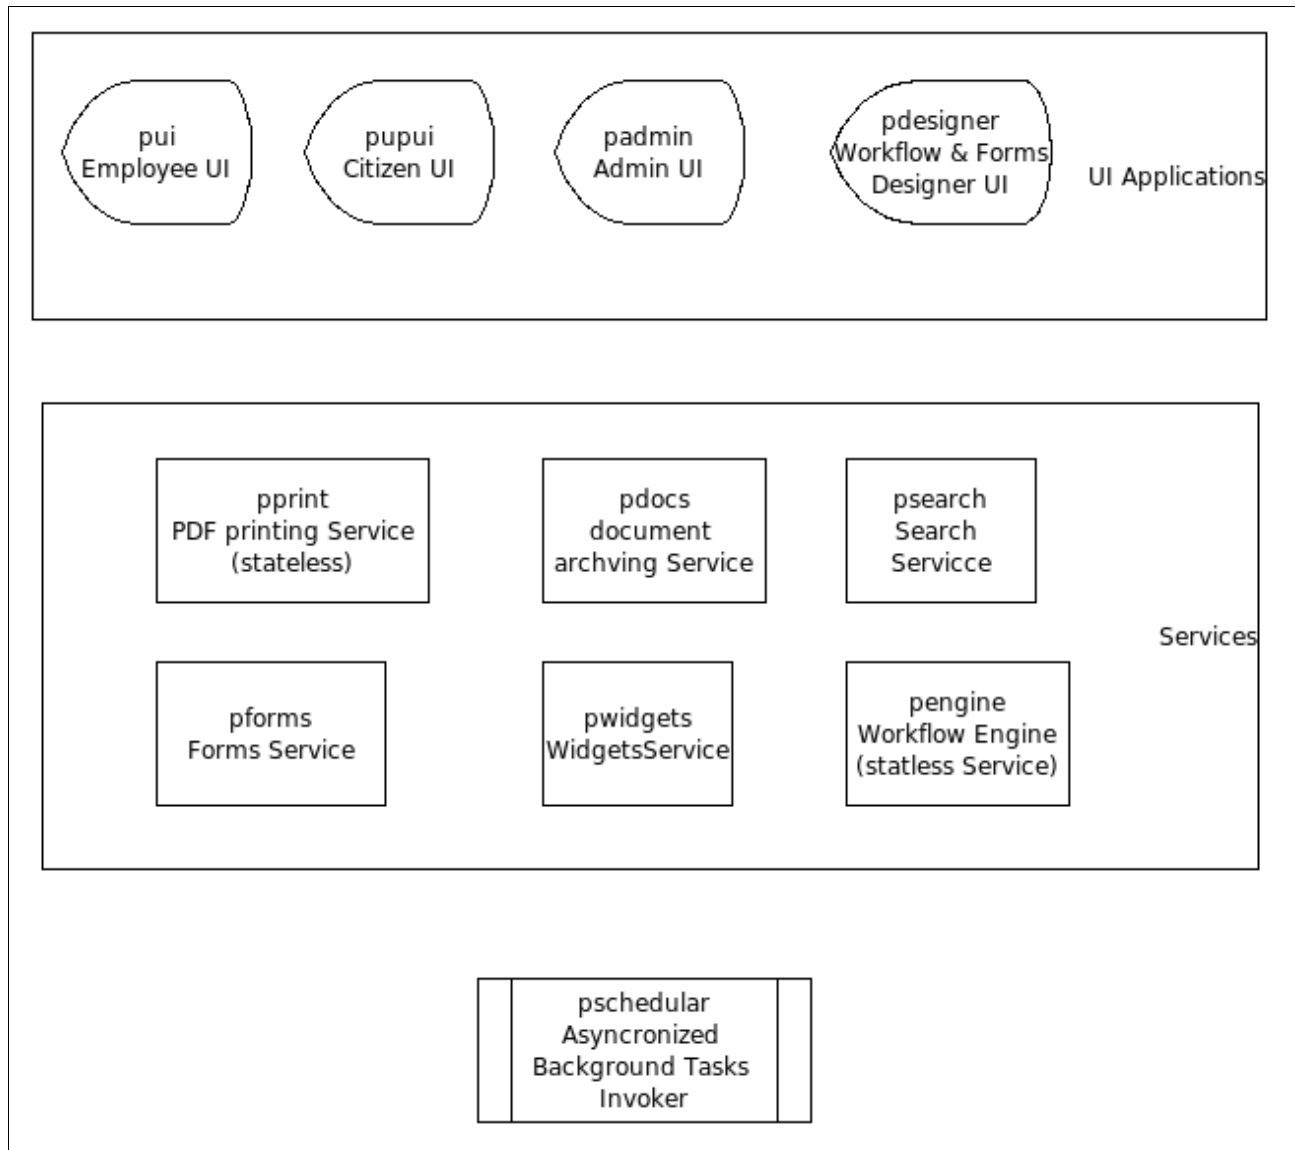 pui
Employee UI
pupui
Citizen UI
padmin
Admin UI
pdesigner
Workflow & Forms
Designer UI
UI Applications
pprint
PDF printing Service
(stateless)
pdocs
document
archving Service
psearch
Search
Servicce
Services
pforms
Forms Service
pwidgets
WidgetsService
pengine
Workflow Engine
(statless Service)
pschedular
Asyncronized
Background Tasks
Invoker